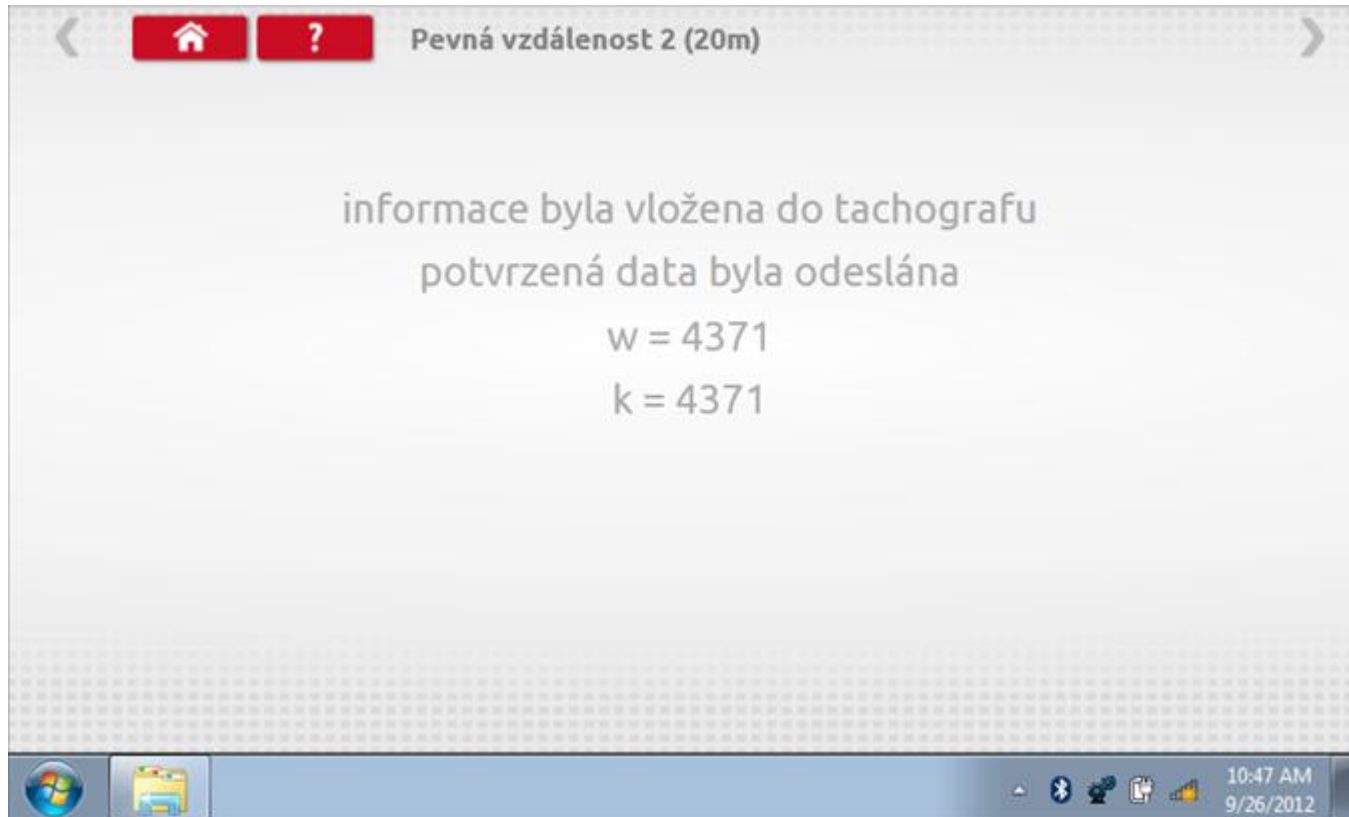 ? Pevná vzdálenost 2 (20m)
informace byla vložena do tachografu
potvrzená data byla odeslána
w = 4371
k = 4371
10:47 AM
9/26/2012